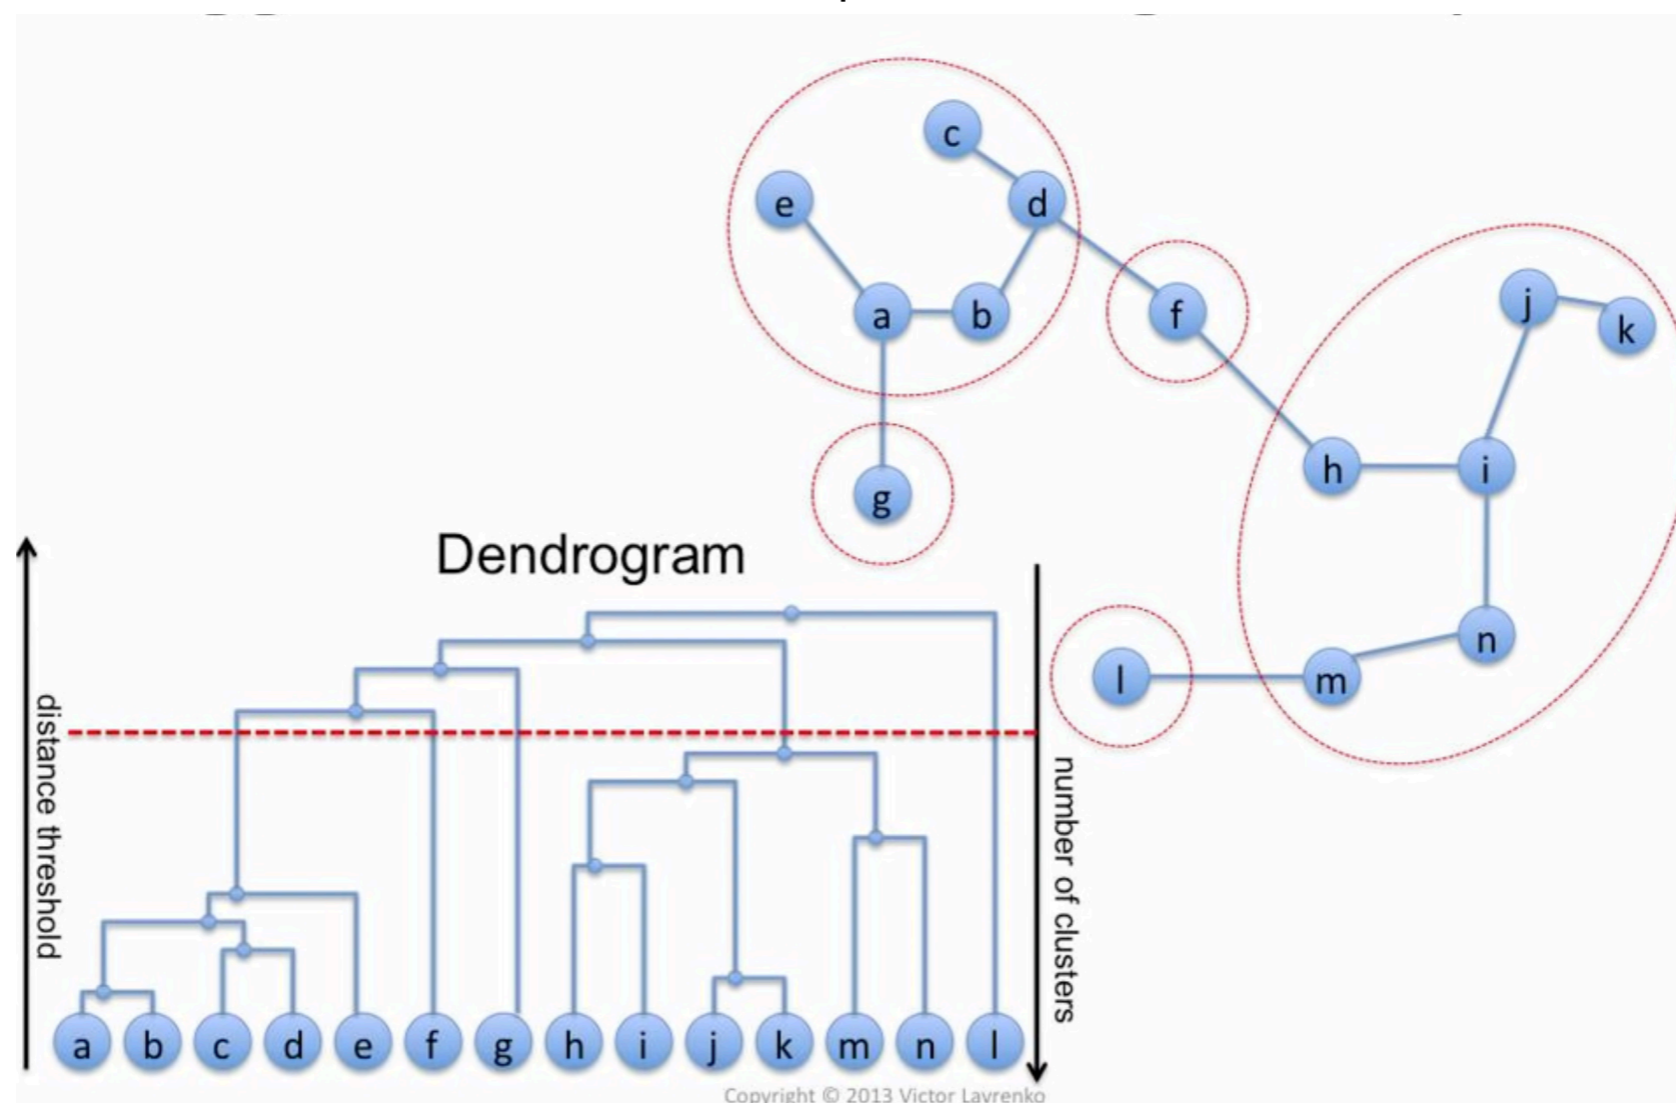 c
e
d
a
b
f
j
k
h
i
g
n
l
m
Dendrogram
distance threshold
number of clusters
a b c d e f g h i j k m n l
Copyright © 2013 Victor Lavrenko